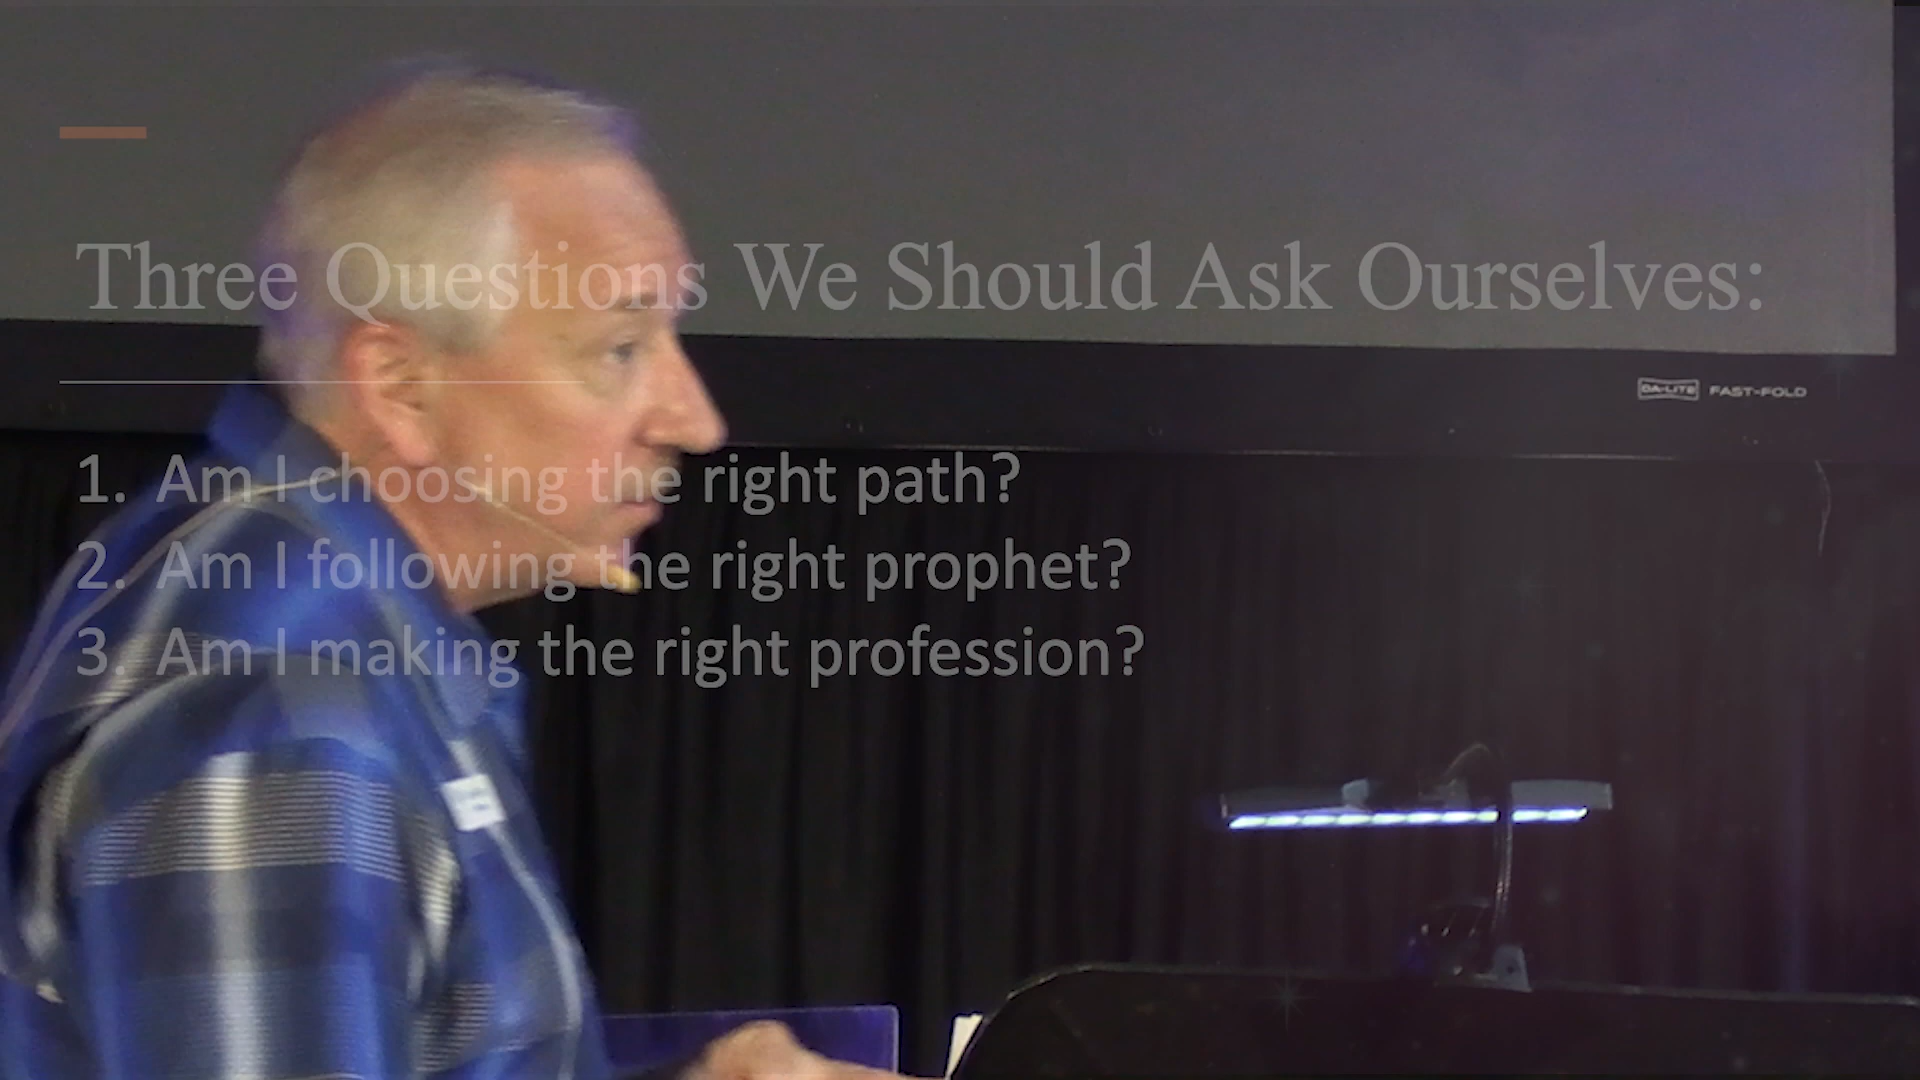 Three Questions We Should Ask Ourselves:
DA-LITE FAST-FOLD
1. Am I choosing the right path?
2. Am I following the right prophet?
3. Am I making the right profession?